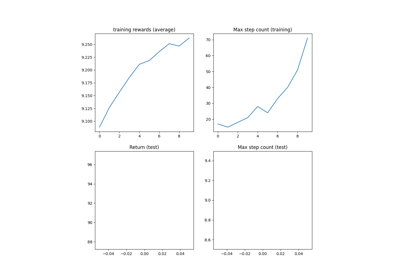 training rewards (average)
9.250
9.225
9.200
9.175
9.150
9.125
9.100
0 2 4 6 8
Max step count (training)
70
60
50
40
30
20
0 2 4 6 8
Return (test)
96
94
92
90
88
−0.04 −0.02 0.00 0.02 0.04
Max step count (test)
9.4
9.2
9.0
8.8
8.6
−0.04 −0.02 0.00 0.02 0.04